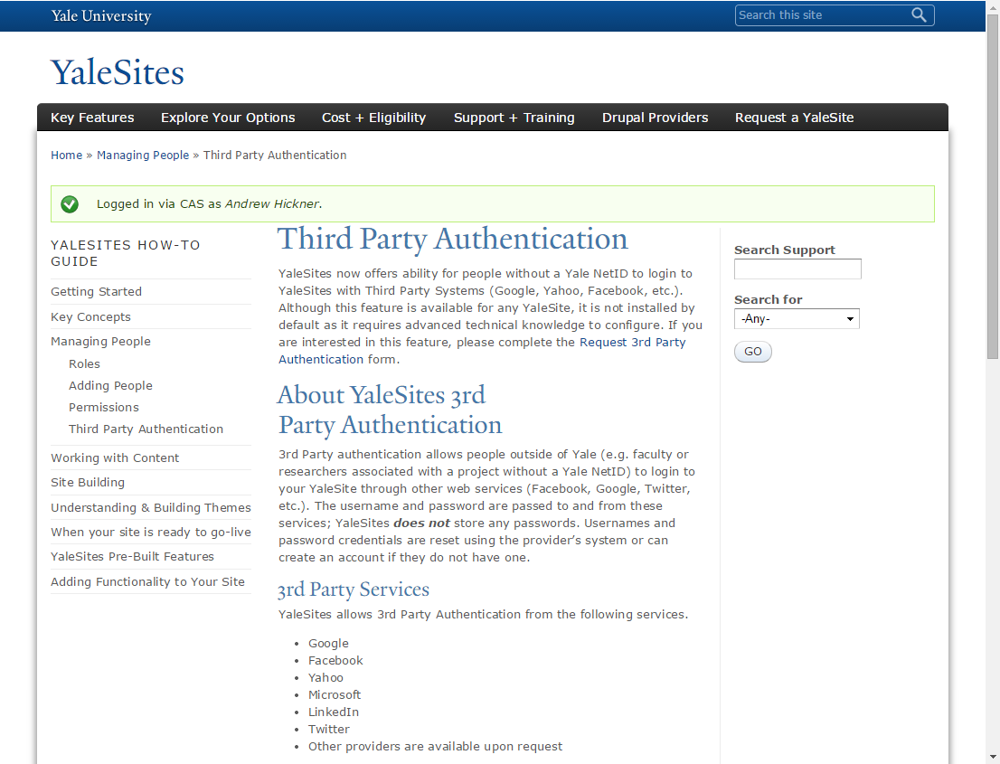 Yale University
Search this site
YaleSites
Key Features Explore Your Options Cost + Eligibility Support + Training Drupal Providers Request a YaleSite
Home » Managing People » Third Party Authentication
Logged in via CAS as Andrew Hickner.
YALESITES HOW-TO
GUIDE
Getting Started
Key Concepts
Managing People
Roles
Adding People
Permissions
Third Party Authentication
Working with Content
Site Building
Understanding & Building Themes
When your site is ready to go-live
YaleSites Pre-Built Features
Adding Functionality to Your Site
Third Party Authentication
YaleSites now offers ability for people without a Yale NetID to login to
YaleSites with Third Party Systems (Google, Yahoo, Facebook, etc.).
Although this feature is available for any YaleSite, it is not installed by
default as it requires advanced technical knowledge to configure. If you
are interested in this feature, please complete the Request 3rd Party
Authentication form.
About YaleSites 3rd
Party Authentication
3rd Party authentication allows people outside of Yale (e.g. faculty or
researchers associated with a project without a Yale NetID) to login to
your YaleSite through other web services (Facebook, Google, Twitter,
etc.). The username and password are passed to and from these
services; YaleSites does not store any passwords. Usernames and
password credentials are reset using the provider’s system or can
create an account if they do not have one.
3rd Party Services
YaleSites allows 3rd Party Authentication from the following services.
• Google
• Facebook
• Yahoo
• Microsoft
• LinkedIn
• Twitter
• Other providers are available upon request
Search Support
Search for
-Any-
GO